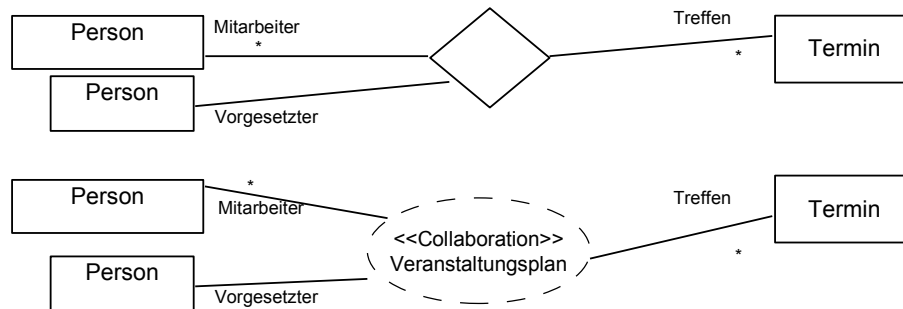 Person
Mitarbeiter
*
Treffen
*
Termin
Person
Vorgesetzter
Person
*
Mitarbeiter
<<Collaboration>>
Veranstaltungsplan
Treffen
*
Termin
Person
Vorgesetzter